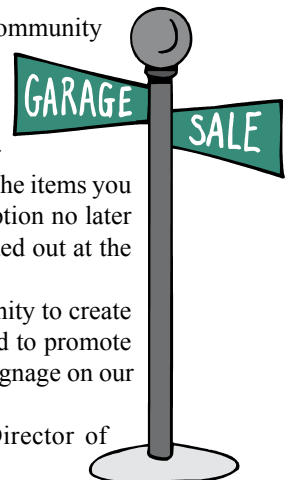 ommunity
GARAGE
SALE
he items you
ption no later
ed out at the
nity to create
d to promote
ignage on our
Director of